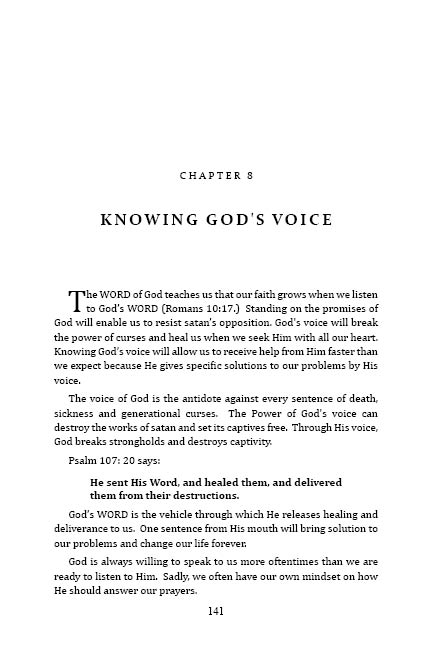 CHAPTER 8
KNOWING GOD'S VOICE
The WORD of God teaches us that our faith grows when we listen
to God's WORD (Romans 10:17.) Standing on the promises of
God will enable us to resist satan's opposition. God's voice will break
the power of curses and heal us when we seek Him with all our heart.
Knowing God's voice will allow us to receive help from Him faster than
we expect because He gives specific solutions to our problems by His
voice.
The voice of God is the antidote against every sentence of death,
sickness and generational curses. The Power of God's voice can
destroy the works of satan and set its captives free. Through His voice,
God breaks strongholds and destroys captivity.
Psalm 107: 20 says:
He sent His Word, and healed them, and delivered
them from their destructions.
God's WORD is the vehicle through which He releases healing and
deliverance to us. One sentence from His mouth will bring solution to
our problems and change our life forever.
God is always willing to speak to us more oftentimes than we are
ready to listen to Him. Sadly, we often have our own mindset on how
He should answer our prayers.
141